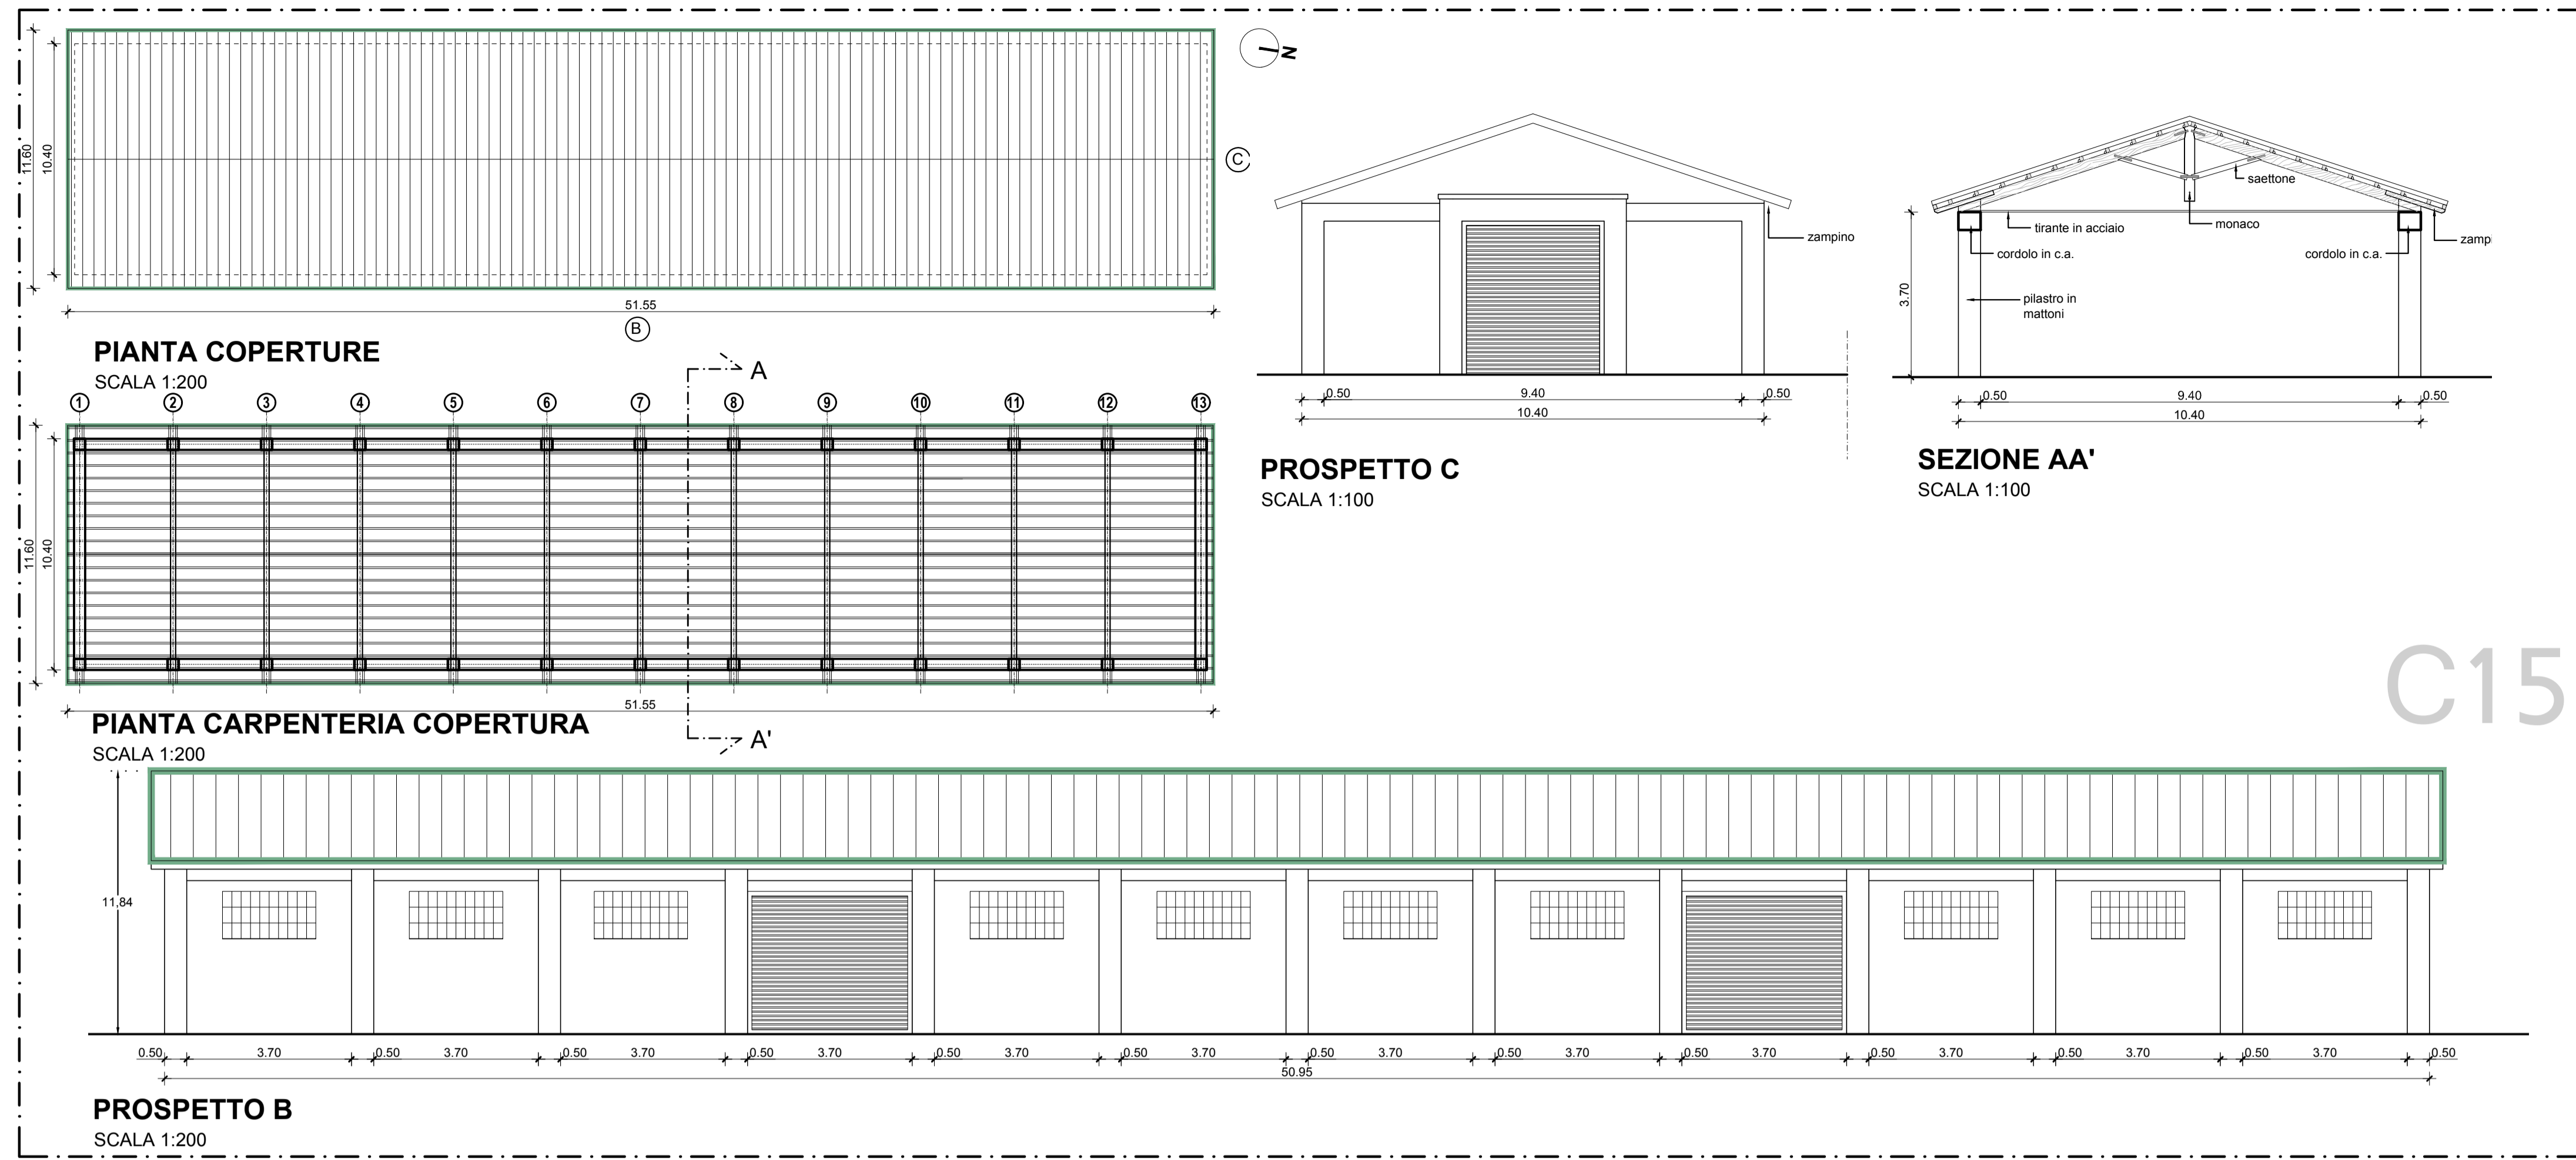 11.60
10.40
51.55
B
C
N
PIANTA COPERTURE
SCALA 1:200
A
1 2 3 4 5 6 7 8 9 10 11 12 13
11.60
10.40
51.55
A'
PIANTA CARPENTERIA COPERTURA
SCALA 1:200
zampino
0.50 9.40 0.50
10.40
PROSPETTO C
SCALA 1:100
saettone
monaco
tirante in acciaio
zampi
cordolo in c.a.
cordolo in c.a.
pilastro in
mattoni
3.70
0.50 9.40 0.50
10.40
SEZIONE AA'
SCALA 1:100
C15
11,84
0.50 3.70 0.50 3.70 0.50 3.70 0.50 3.70 0.50 3.70 0.50 3.70 0.50 3.70 0.50 3.70 0.50 3.70 0.50 3.70 0.50 3.70 0.50 3.70 0.50
50.95
PROSPETTO B
SCALA 1:200